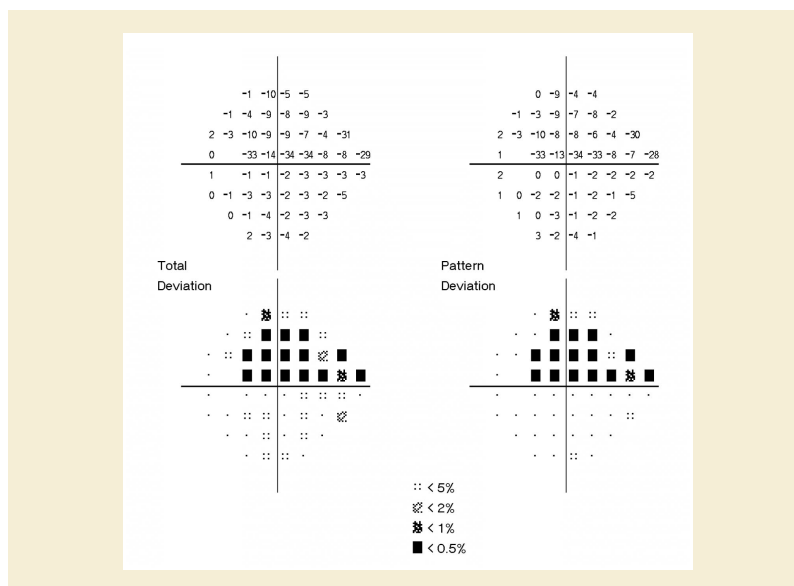 -1 -10 -5 -5 0 -9 -4 -4
-1 -4 -9 -8 -9 -3 -1 -3 -9 -7 -8 -2
2 -3 -10 -9 -9 -7 -4 -31 2 -3 -10 -8 -8 -6 -4 -30
0 -33 -14 -34 -34 -8 -8 -29 1 -33 -13 -34 -33 -8 -7 -28
1 -1 -1 -2 -3 -3 -3 -3 2 0 0 -1 -2 -2 -2 -2
0 -1 -3 -3 -2 -3 -2 -5 1 0 -2 -2 -1 -2 -1 -5
0 -1 -4 -2 -3 -3 1 0 -3 -1 -2 -2
2 -3 -4 -2 3 -2 -4 -1
Total Pattern
Deviation Deviation
< 5%
< 2%
< 1%
< 0.5%